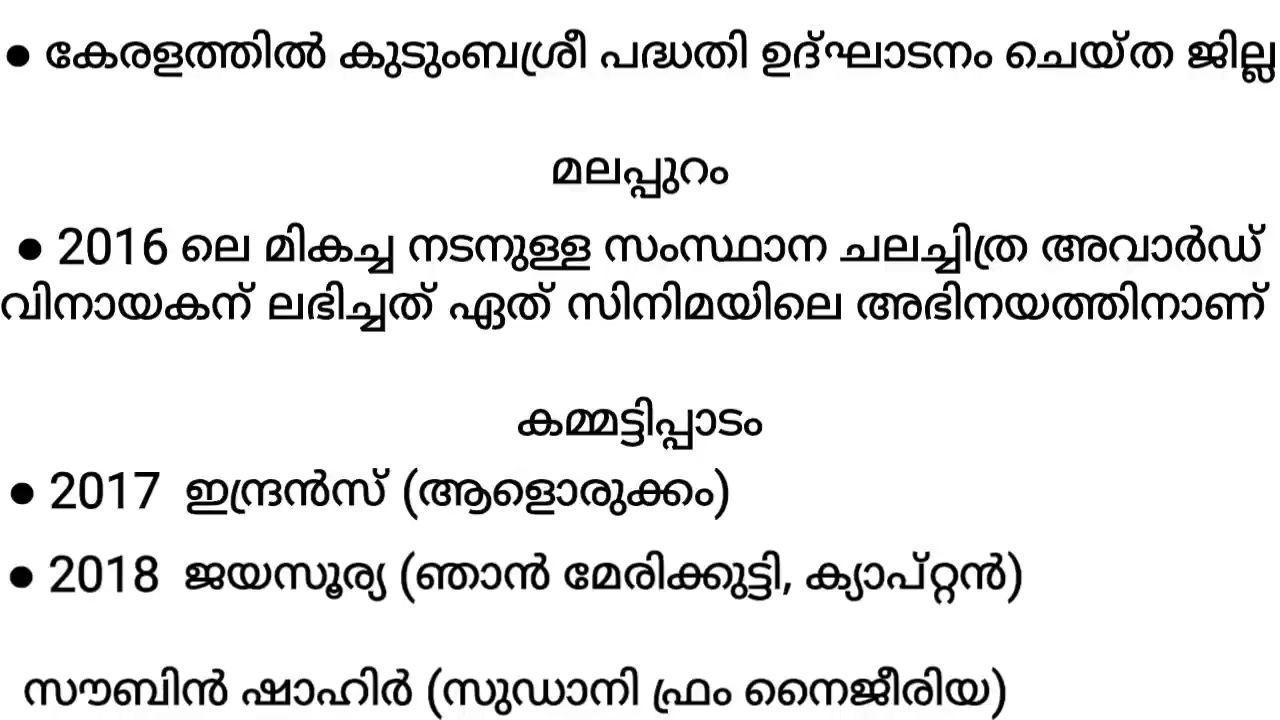 ● കേരളത്തിൽ കുടുംബശ്രീ പദ്ധതി ഉദ്ഘാടനം ചെയ്ത ജില്ല
മലപ്പുറം
● 2016 ലെ മികച്ച നടനുള്ള സംസ്ഥാന ചലച്ചിത്ര അവാർഡ്
വിനായകന് ലഭിച്ചത് ഏത് സിനിമയിലെ അഭിനയത്തിനാണ്
കമ്മട്ടിപ്പാടം
● 2017 ഇന്ദ്രൻസ് (ആളൊരുക്കം)
● 2018 ജയസൂര്യ (ഞാൻ മേരിക്കുട്ടി, ക്യാപ്റ്റൻ)
സൗബിൻ ഷാഹിർ (സുഡാനി ഫ്രം നൈജീരിയ)